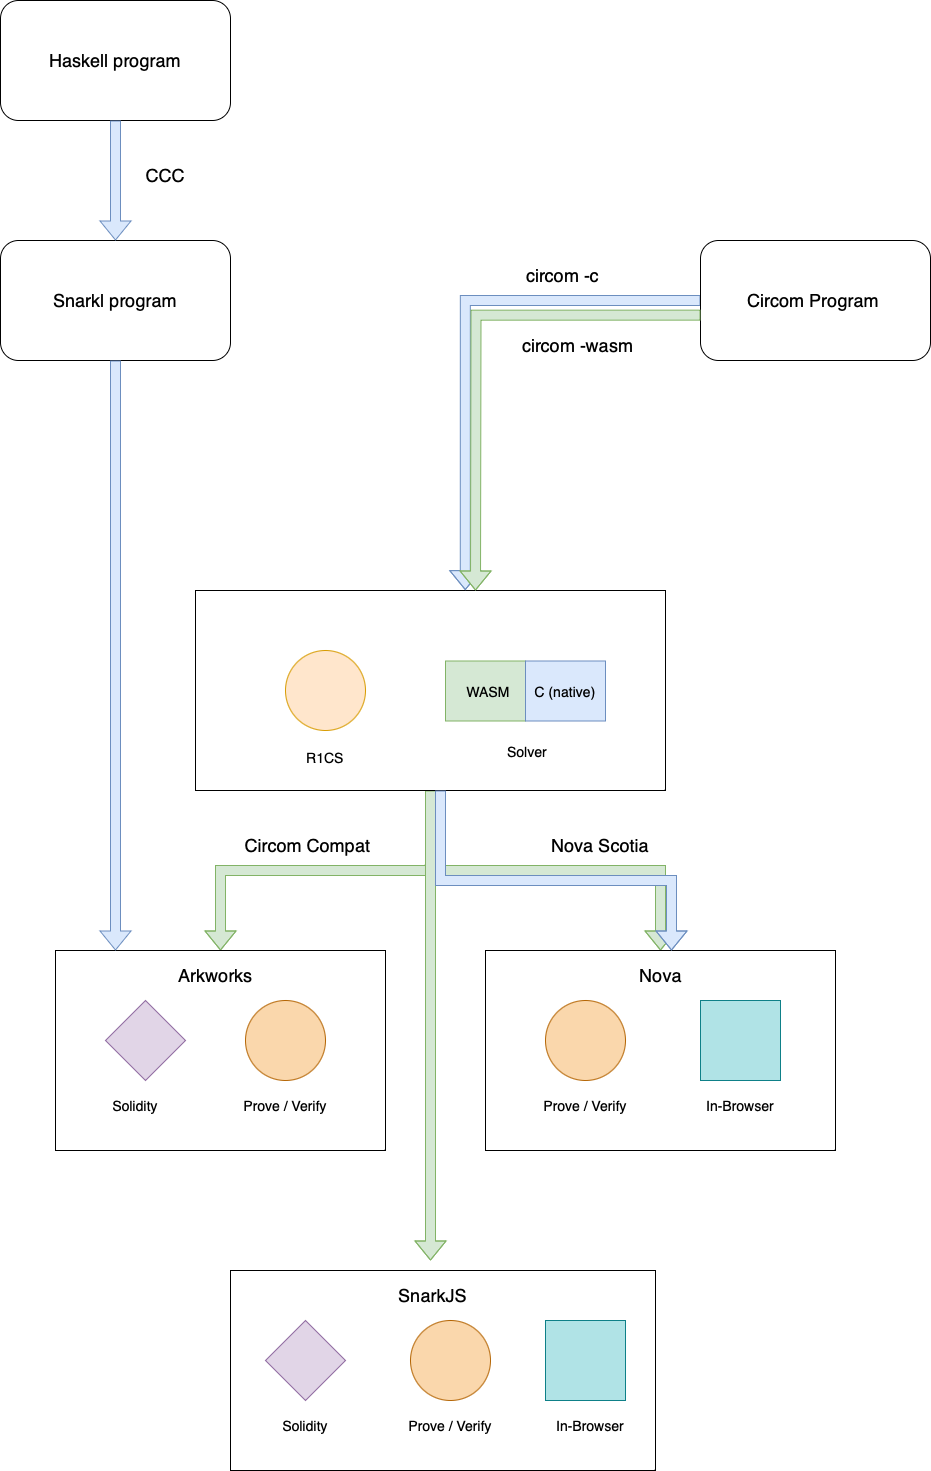 Haskell program
CCC
Snarkl program
circom -c
Circom Program
circom -wasm
WASM
C (native)
R1CS
Solver
Circom Compat
Nova Scotia
Arkworks
Solidity
Prove / Verify
Nova
Prove / Verify
In-Browser
SnarkJS
Solidity
Prove / Verify
In-Browser